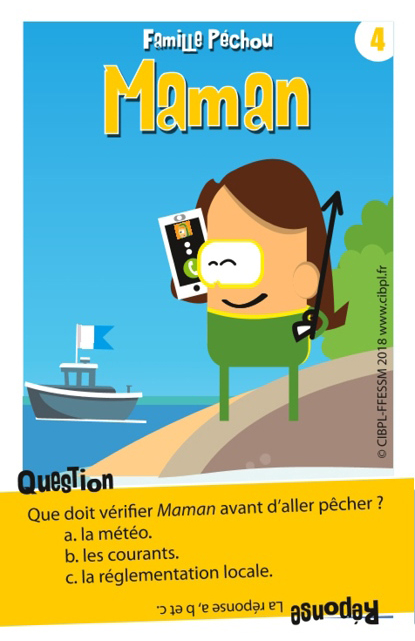 Famille Péchou
4
Maman
© CIBPL-FFESSM 2018 www.cibpl.fr
Question
Que doit vérifier Maman avant d'aller pêcher ?
a. la météo.
b. les courants.
c. la réglementation locale.
Réponse
La réponse a, b et c.